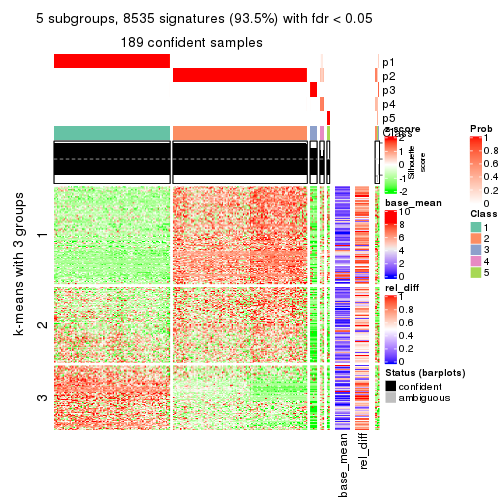 5 subgroups, 8535 signatures (93.5%) with fdr < 0.05
189 confident samples
p1
p2
p3
p4
p5
Class
Silhouette
score
k-means with 3 groups
1
2
3
base_mean
rel_diff
z-score
2
1
0
-1
-2
base_mean
10
8
6
4
2
0
rel_diff
1
0.8
0.6
0.4
0.2
0
Status (barplots)
confident
ambiguous
Prob
1
0.8
0.6
0.4
0.2
0
Class
1
2
3
4
5